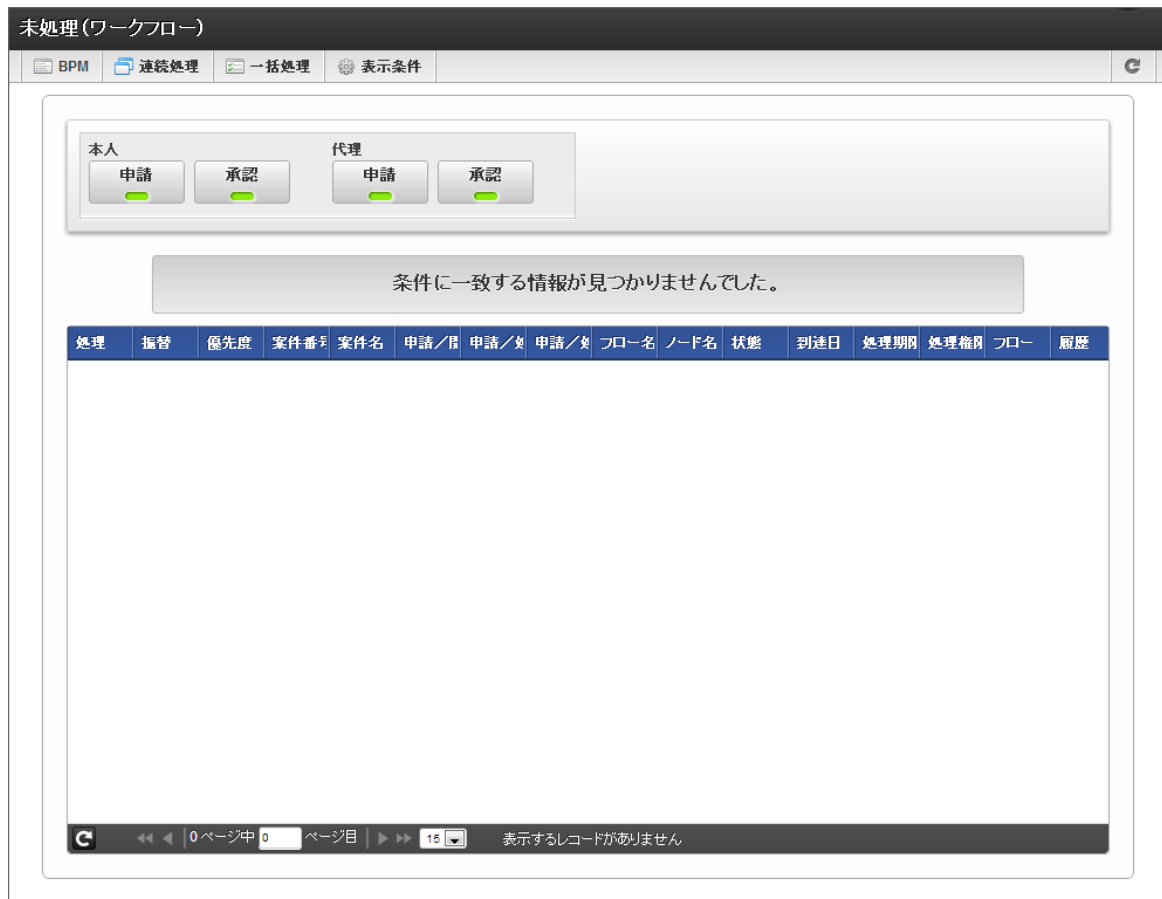 未処理(ワークフロー)
BPM 連続処理 一括処理 表示条件
本人 代理
申請 承認 申請 承認
条件に一致する情報が見つかりませんでした。
処理 振替 優先度 案件番号 案件名 申請/ 申請/ 申請/ フロー名 ノード名 状態 到達日 処理期限 処理権限 フロー 履歴
0 ページ中 0 ページ目 15 表示するレコードがありません